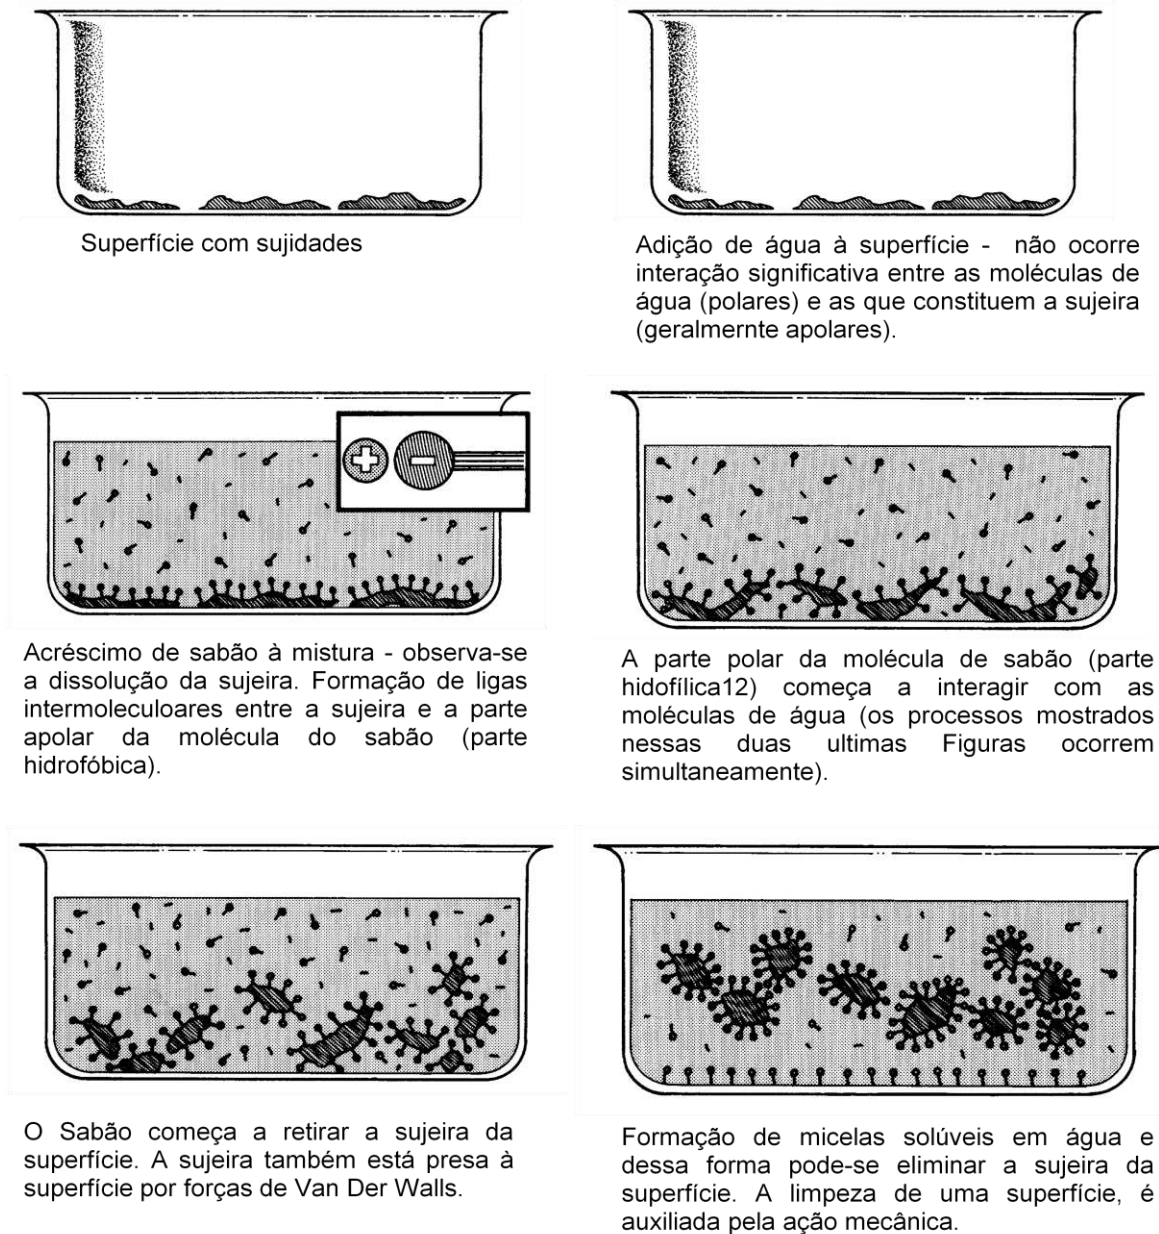 Superfície com sujidades
Adição de água à superfície - não ocorre
interação significativa entre as moléculas de
água (polares) e as que constituem a sujeira
(geralmernte apolares).
Acréscimo de sabão à mistura - observa-se
a dissolução da sujeira. Formação de ligas
intermoleculoares entre a sujeira e a parte
apolar da molécula do sabão (parte
hidrofóbica).
A parte polar da molécula de sabão (parte
hidofílica12) começa a interagir com as
moléculas de água (os processos mostrados
nessas duas ultimas Figuras ocorrem
simultaneamente).
O Sabão começa a retirar a sujeira da
superfície. A sujeira também está presa à
superfície por forças de Van Der Walls.
Formação de micelas solúveis em água e
dessa forma pode-se eliminar a sujeira da
superfície. A limpeza de uma superfície, é
auxiliada pela ação mecânica.